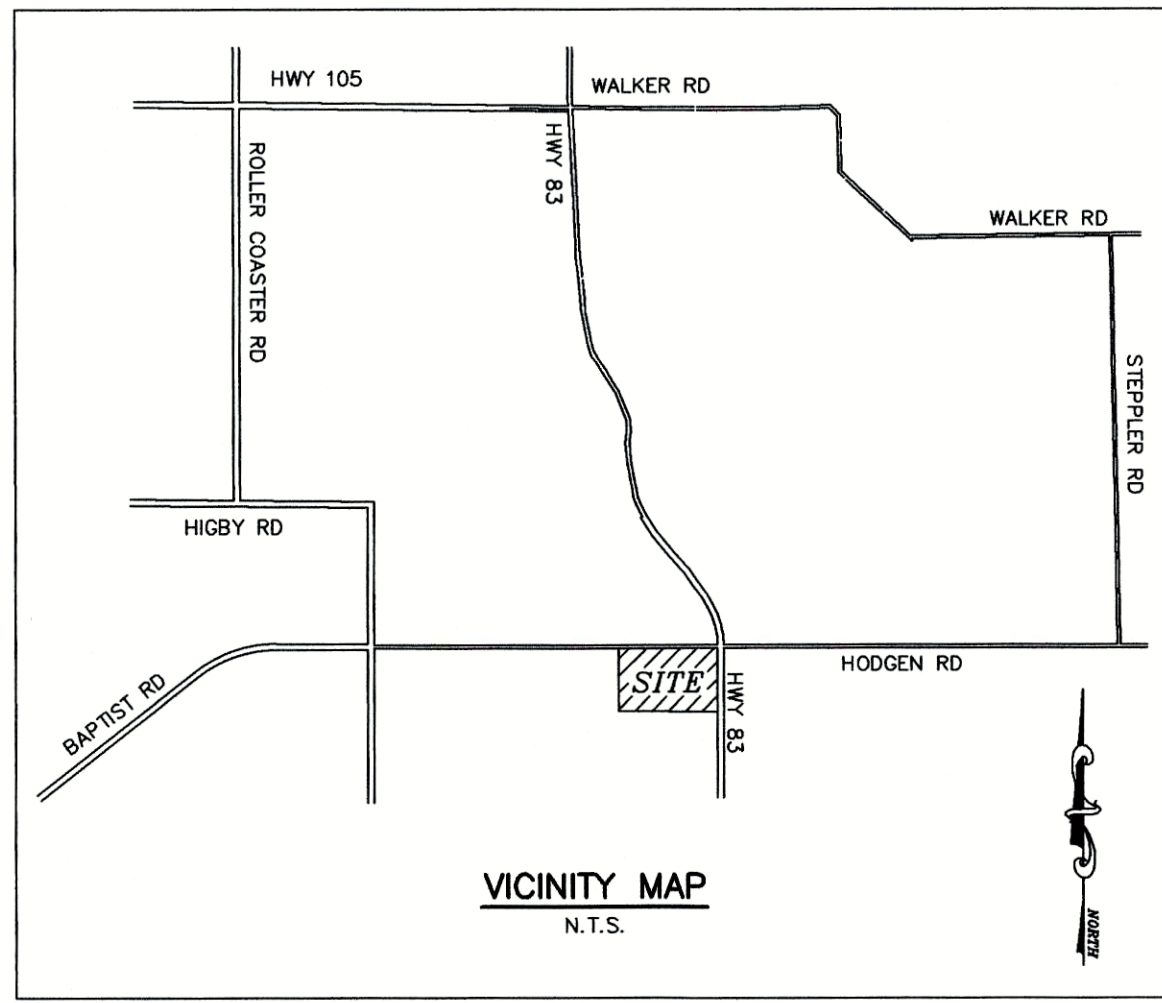 HWY 105
WALKER RD
HWY 83
ROLLER COASTER RD
WALKER RD
STEPPLER RD
HIGBY RD
HODGEN RD
SITE
HWY 83
BAPTIST RD
VICINITY MAP
N.T.S.
NORTH